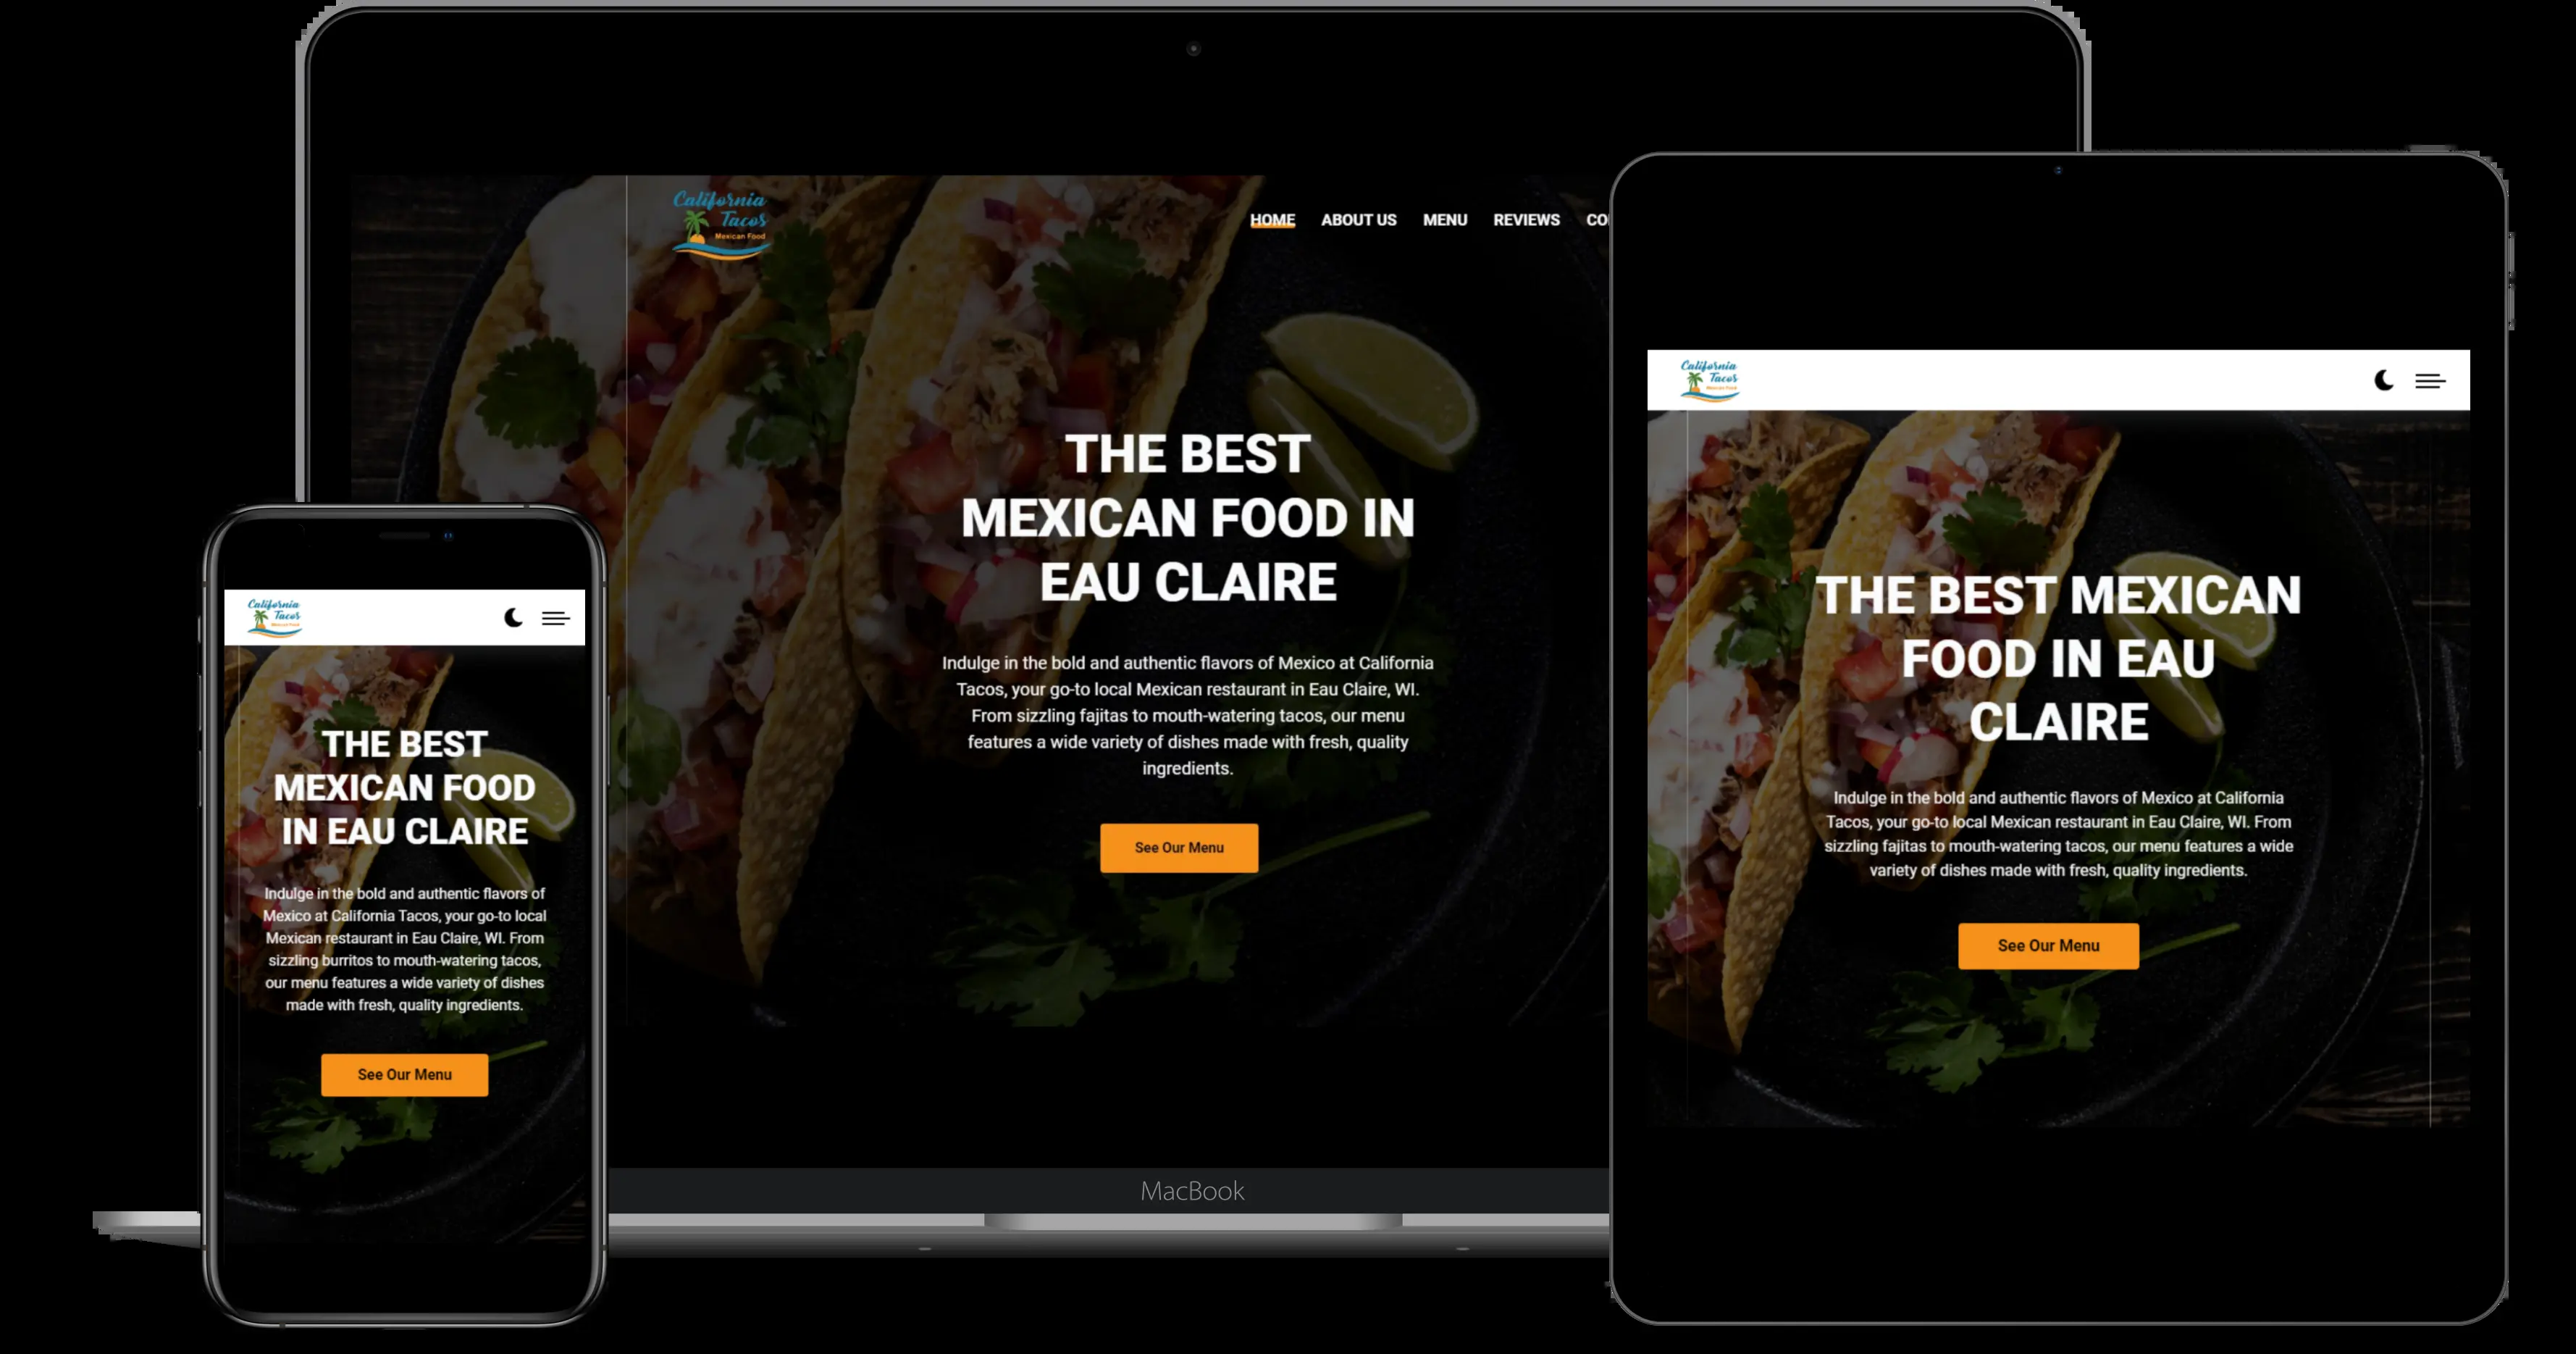 California
Tacos
Mexican Food
HOME ABOUT US MENU REVIEWS
THE BEST
MEXICAN FOOD IN
EAU CLAIRE
Indulge in the bold and authentic flavors of Mexico at California
Tacos, your go-to local Mexican restaurant in Eau Claire, WI.
From sizzling fajitas to mouth-watering tacos, our menu
features a wide variety of dishes made with fresh, quality
ingredients.
See Our Menu
MacBook
California
Tacos
Mexican Food
THE BEST
MEXICAN FOOD
IN EAU CLAIRE
Indulge in the bold and authentic flavors of
Mexico at California Tacos, your go-to local
Mexican restaurant in Eau Claire, WI. From
sizzling burritos to mouth-watering tacos,
our menu features a wide variety of dishes
made with fresh, quality ingredients.
See Our Menu
California
Tacos
Mexican Food
THE BEST MEXICAN
FOOD IN EAU
CLAIRE
Indulge in the bold and authentic flavors of Mexico at California
Tacos, your go-to local Mexican restaurant in Eau Claire, WI. From
sizzling fajitas to mouth-watering tacos, our menu features a wide
variety of dishes made with fresh, quality ingredients.
See Our Menu